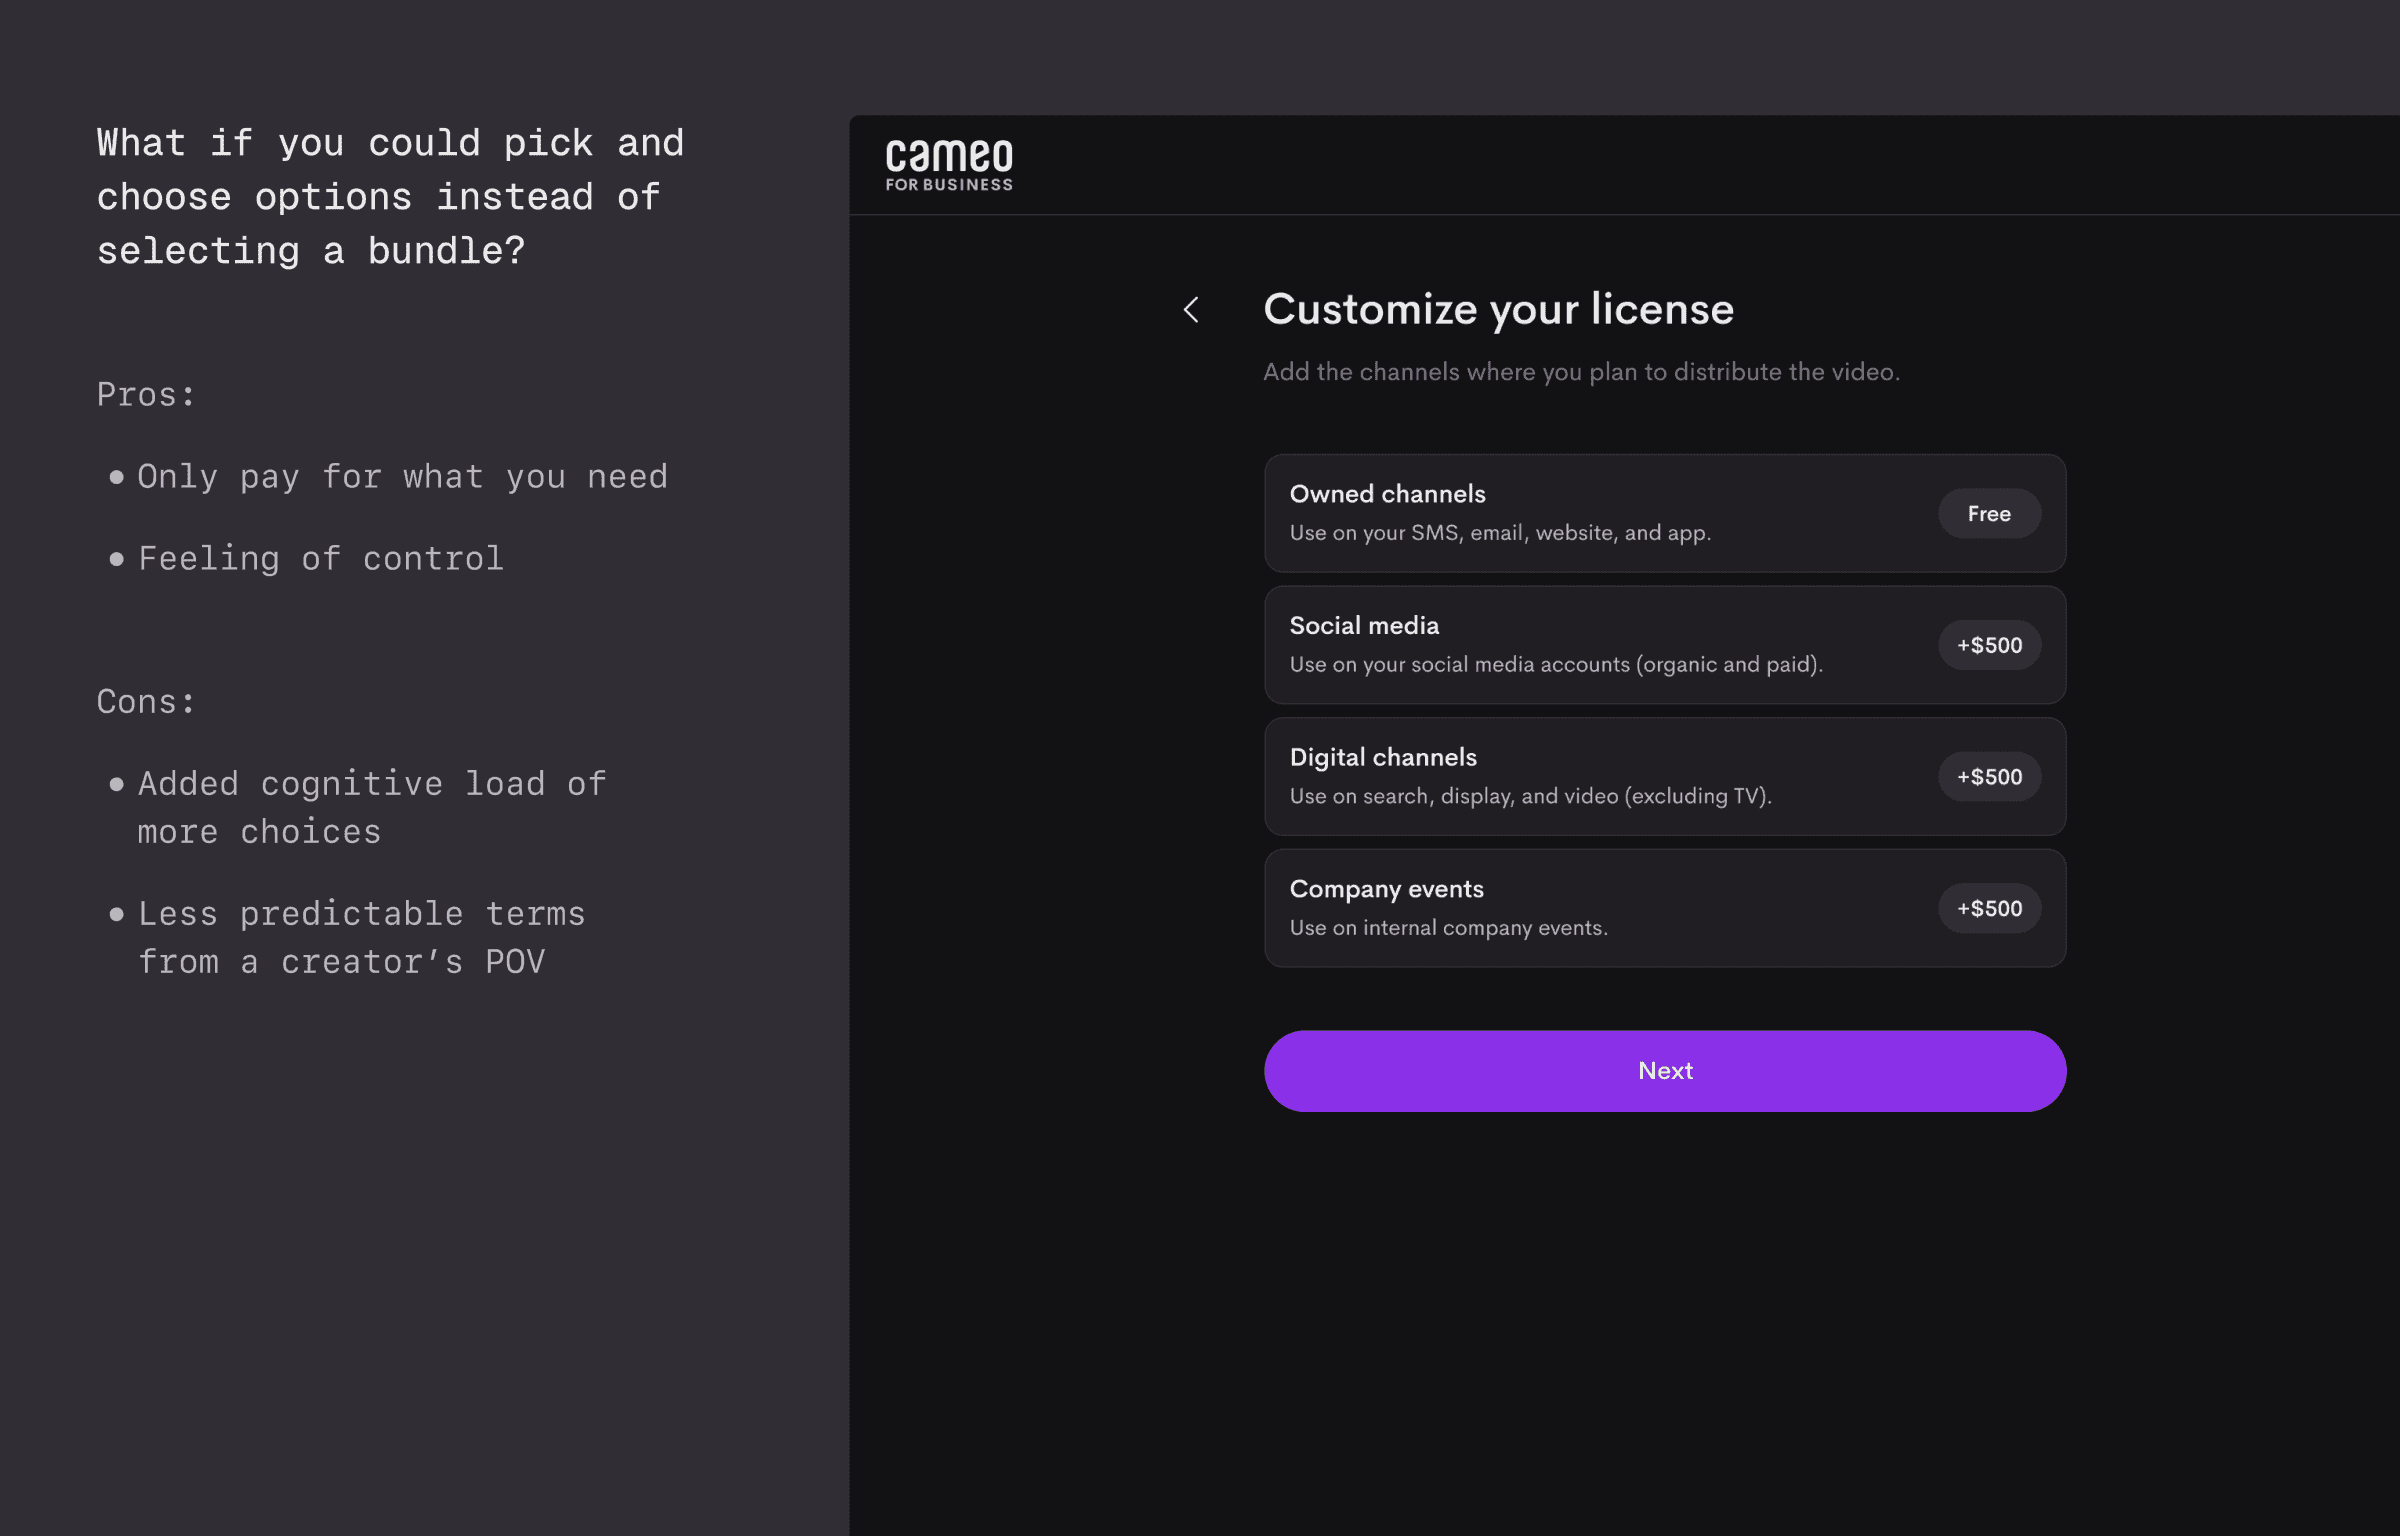 What if you could pick and
choose options instead of
selecting a bundle?
Pros:
• Only pay for what you need
• Feeling of control
Cons:
• Added cognitive load of
more choices
• Less predictable terms
from a creator’s POV
cameo
FOR BUSINESS
Customize your license
Add the channels where you plan to distribute the video.
Owned channels
Use on your SMS, email, website, and app.
Free
Social media
Use on your social media accounts (organic and paid).
+$500
Digital channels
Use on search, display, and video (excluding TV).
+$500
Company events
Use on internal company events.
+$500
Next